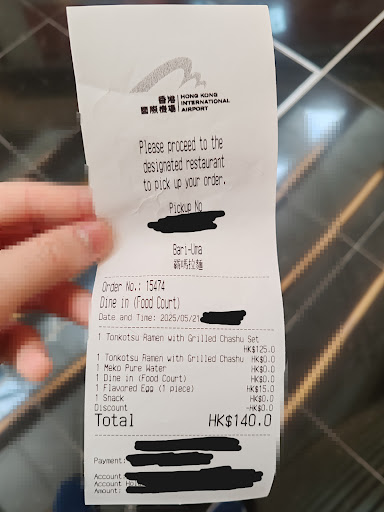 香港
國際機場
HONG KONG
INTERNATIONAL
AIRPORT
Please proceed to the
designated restaurant
to pick up your order.
Pickup No
Bari-Uma
霸嗎拉麵
Order No.: 15474
Dine in (Food Court)
Date and Time: 2025/05/21
1 Tonkotsu Ramen with Grilled Chashu Set
HK$125.0
1 Tonkotsu Ramen with Grilled Chashu HK$0.0
1 Meko Pure Water HK$0.0
1 Dine in (Food Court) HK$0.0
1 Flavored Egg (1 piece) HK$15.0
1 Snack HK$0.0
Discount -HK$0.0
Total HK$140.0
Payment:
Account:
Account
Amount: